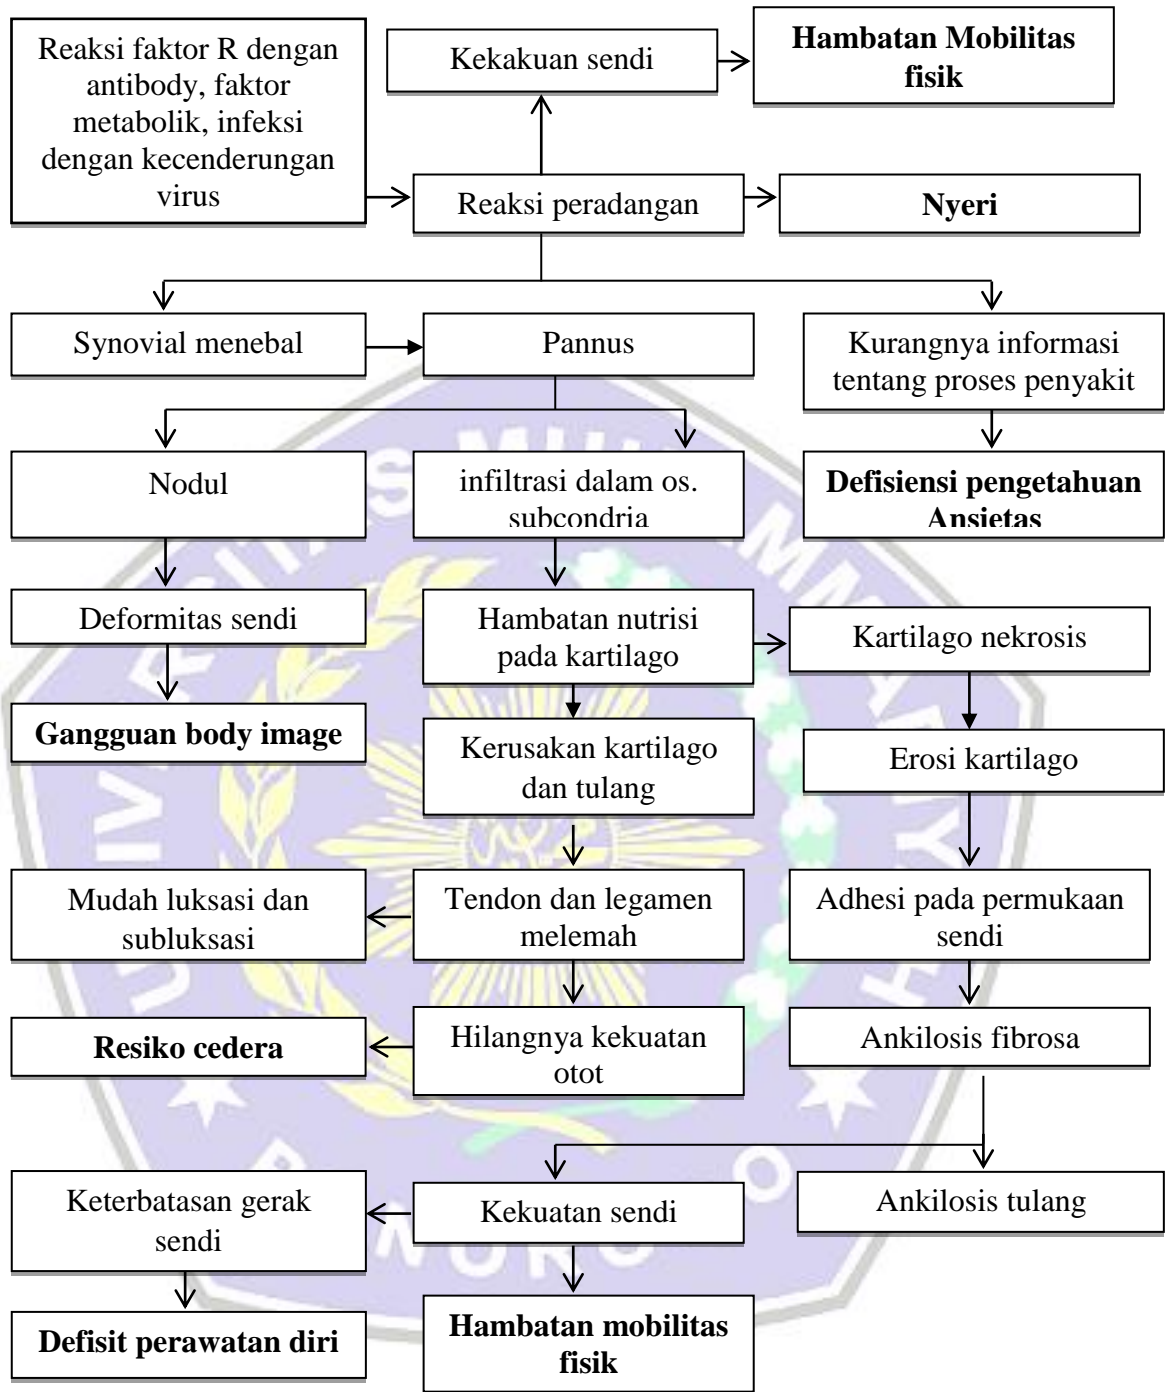 Reaksi faktor R dengan
antibody, faktor
metabolik, infeksi
dengan kecenderungan
virus
Kekakuan sendi
Hambatan Mobilitas
fisik
Reaksi peradangan
Nyeri
Synovial menebal
Pannus
Kurangnya informasi
tentang proses penyakit
Nodul
infiltrasi dalam os.
subcondria
Defisiensi pengetahuan
Ansietas
Deformitas sendi
Hambatan nutrisi
pada kartilago
Kartilago nekrosis
Gangguan body image
Kerusakan kartilago
dan tulang
Erosi kartilago
Mudah luksasi dan
subluksasi
Tendon dan legamen
melemah
Adhesi pada permukaan
sendi
Resiko cedera
Hilangnya kekuatan
otot
Ankilosis fibrosa
Keterbatasan gerak
sendi
Kekuatan sendi
Ankilosis tulang
Defisit perawatan diri
Hambatan mobilitas
fisik